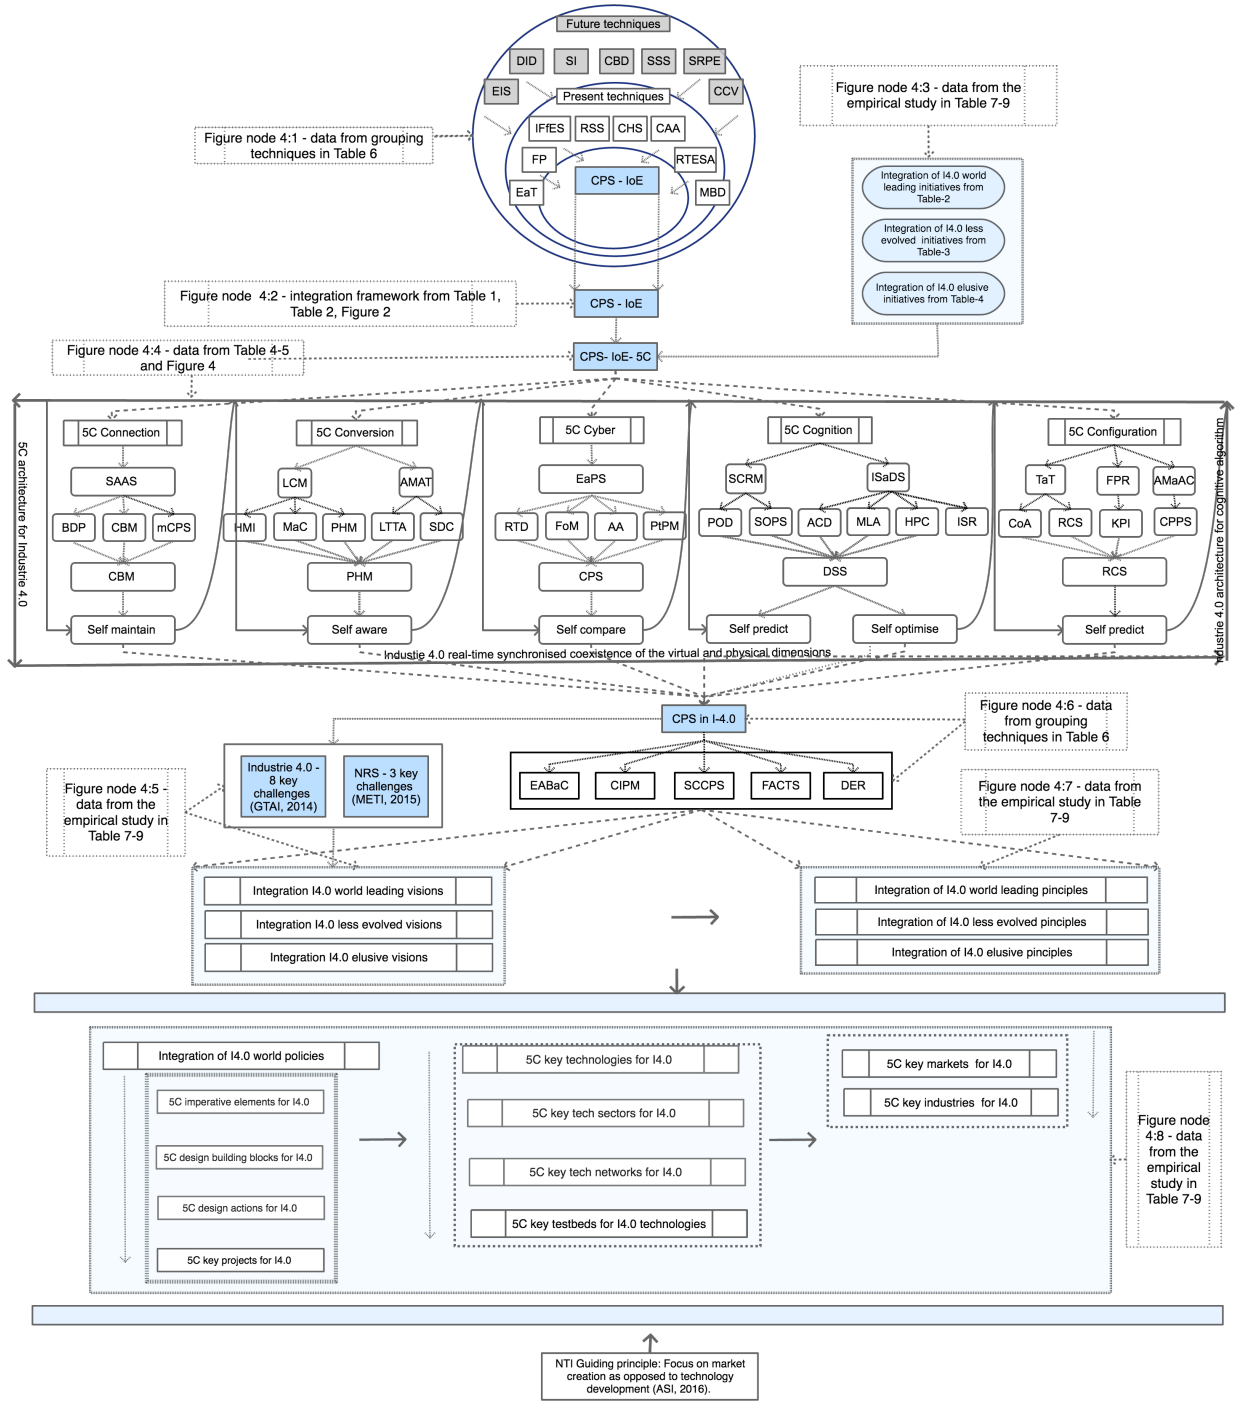 Future techniques
DID
SI
CBD
SSS
SRPE
EIS
CCV
Present techniques
IFfES
RSS
CHS
CAA
FP
RTESA
CPS - IoE
EaT
MBD
Figure node 4:1 - data from grouping
techniques in Table 6
Figure node 4:3 - data from the
empirical study in Table 7-9
Integration of I4.0 world
leading initiatives from
Table-2
Integration of I4.0 less
evolved initiatives from
Table-3
Integration of I4.0 elusive
initiatives from Table-4
Figure node 4:2 - integration framework from Table 1,
Table 2, Figure 2
CPS - IoE
Figure node 4:4 - data from Table 4-5
and Figure 4
CPS- IoE- 5C
5C architecture for Industrie 4.0
5C Connection
SAAS
BDP
CBM
mCPS
CBM
Self maintain
5C Conversion
LCM
AMAT
HMI
MaC
PHM
LTTA
SDC
PHM
Self aware
5C Cyber
EaPS
RTD
FoM
AA
PtPM
CPS
Self compare
5C Cognition
SCRM
ISaDS
POD
SOPS
ACD
MLA
HPC
ISR
DSS
Self predict
Self optimise
5C Configuration
TaT
FPR
AMaAC
CoA
RCS
KPI
CPPS
RCS
Self predict
Industrie 4.0 architecture for cognitive algorithm
Industie 4.0 real-time synchronised coexistence of the virtual and physical dimensions
CPS in I-4.0
Figure node 4:6 - data
from grouping
techniques in Table 6
Industrie 4.0 -
8 key
challenges
(GTAI, 2014)
NRS - 3 key
challenges
(METI, 2015)
EABaC
CIPM
SCCPS
FACTS
DER
Figure node 4:5 -
data from the
empirical study in
Table 7-9
Figure node 4:7 - data from
the empirical study in Table
7-9
Integration I4.0 world leading visions
Integration I4.0 less evolved visions
Integration I4.0 elusive visions
Integration of I4.0 world leading pinciples
Integration of I4.0 less evolved pinciples
Integration of I4.0 elusive pinciples
Integration of I4.0 world policies
5C imperative elements for I4.0
5C design building blocks for I4.0
5C design actions for I4.0
5C key projects for I4.0
5C key technologies for I4.0
5C key tech sectors for I4.0
5C key tech networks for I4.0
5C key testbeds for I4.0 technologies
5C key markets for I4.0
5C key industries for I4.0
Figure node
4:8 - data
from the
empirical
study in
Table 7-9
NTI Guiding principle: Focus on market
creation as opposed to technology
development (ASI, 2016).